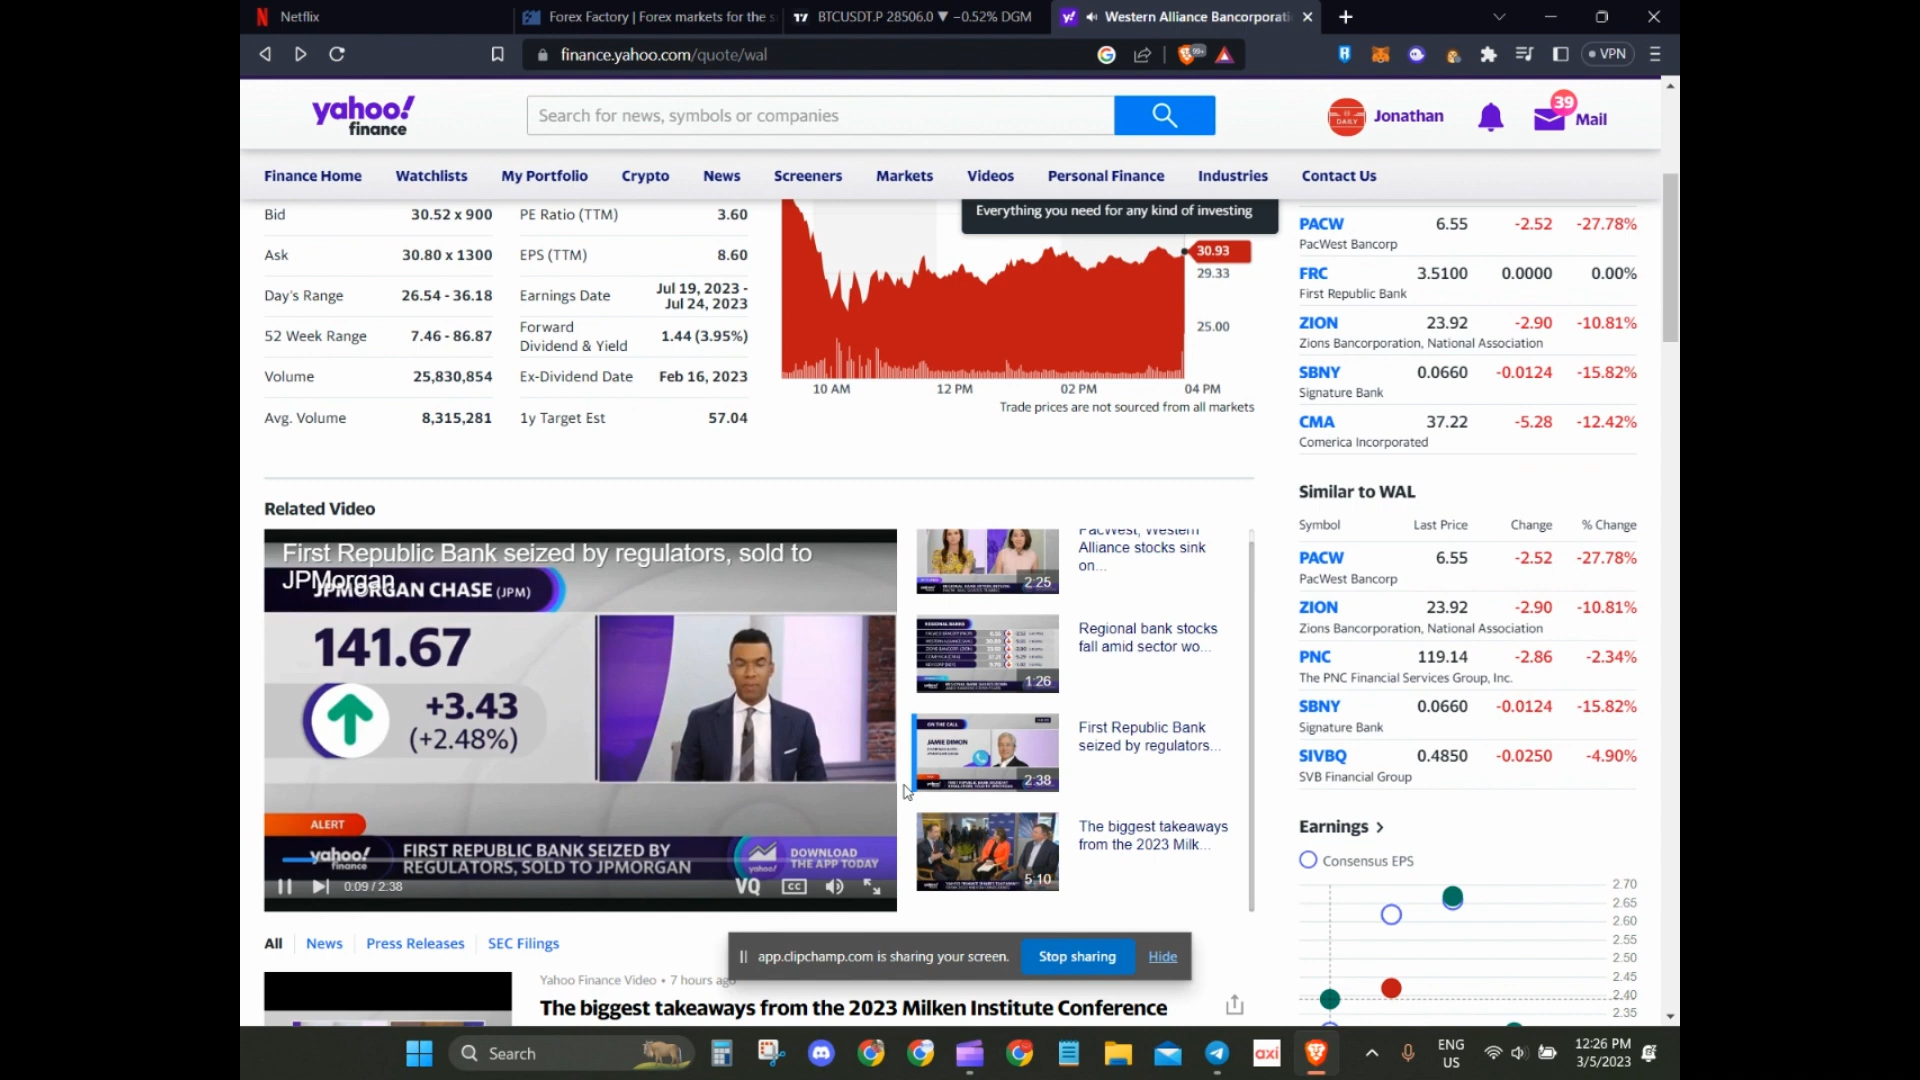 Netflix
Forex Factory | Forex markets for the s
BTCUSDT.P 28506.0 ▼ −0.52% DGM
Western Alliance Bancorporati
finance.yahoo.com/quote/wal
99+
VPN
yahoo!
finance
Search for news, symbols or companies
DAILY
Jonathan
39
Mail
Finance Home
Watchlists
My Portfolio
Crypto
News
Screeners
Markets
Videos
Personal Finance
Industries
Contact Us
Everything you need for any kind of investing
Bid 30.52 x 900
Ask 30.80 x 1300
Day's Range 26.54 - 36.18
52 Week Range 7.46 - 86.87
Volume 25,830,854
Avg. Volume 8,315,281
PE Ratio (TTM) 3.60
EPS (TTM) 8.60
Earnings Date Jul 19, 2023 -
Jul 24, 2023
Forward
Dividend & Yield 1.44 (3.95%)
Ex-Dividend Date Feb 16, 2023
1y Target Est 57.04
30.93
29.33
25.00
10 AM 12 PM 02 PM 04 PM
Trade prices are not sourced from all markets
PACW 6.55 -2.52 -27.78%
PacWest Bancorp
FRC 3.5100 0.0000 0.00%
First Republic Bank
ZION 23.92 -2.90 -10.81%
Zions Bancorporation, National Association
SBNY 0.0660 -0.0124 -15.82%
Signature Bank
CMA 37.22 -5.28 -12.42%
Comerica Incorporated
Related Video
First Republic Bank seized by regulators, sold to
JPMorgan
JPMORGAN CHASE (JPM)
141.67
+3.43
(+2.48%)
ALERT
yahoo!
finance
FIRST REPUBLIC BANK SEIZED BY
REGULATORS, SOLD TO JPMORGAN
DOWNLOAD
THE APP TODAY
0:09 / 2:38
VQ
CC
PacWest, Western
Alliance stocks sink
on...
2:25
Regional bank stocks
fall amid sector wo...
REGIONAL BANKS
1:26
First Republic Bank
seized by regulators...
ON THE CALL
JAMIE DIMON
2:38
The biggest takeaways
from the 2023 Milk...
5:10
Similar to WAL
Symbol Last Price Change % Change
PACW 6.55 -2.52 -27.78%
PacWest Bancorp
ZION 23.92 -2.90 -10.81%
Zions Bancorporation, National Association
PNC 119.14 -2.86 -2.34%
The PNC Financial Services Group, Inc.
SBNY 0.0660 -0.0124 -15.82%
Signature Bank
SIVBQ 0.4850 -0.0250 -4.90%
SVB Financial Group
Earnings
Consensus EPS
2.70
2.65
2.60
2.55
2.50
2.45
2.40
2.35
All
News
Press Releases
SEC Filings
app.clipchamp.com is sharing your screen.
Stop sharing
Hide
Yahoo Finance Video • 7 hours ago
The biggest takeaways from the 2023 Milken Institute Conference
Search
axi
ENG
US
12:26 PM
3/5/2023